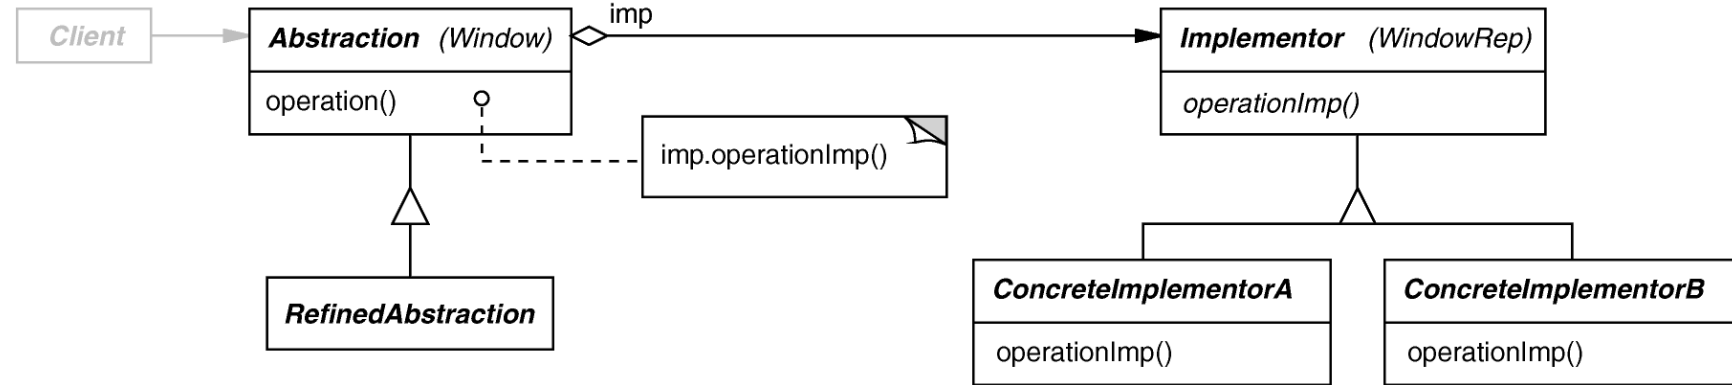 Client
imp
Abstraction (Window)
operation()
imp.operationImp()
Implementor (WindowRep)
operationImp()
RefinedAbstraction
ConcreteImplementorA
operationImp()
ConcreteImplementorB
operationImp()